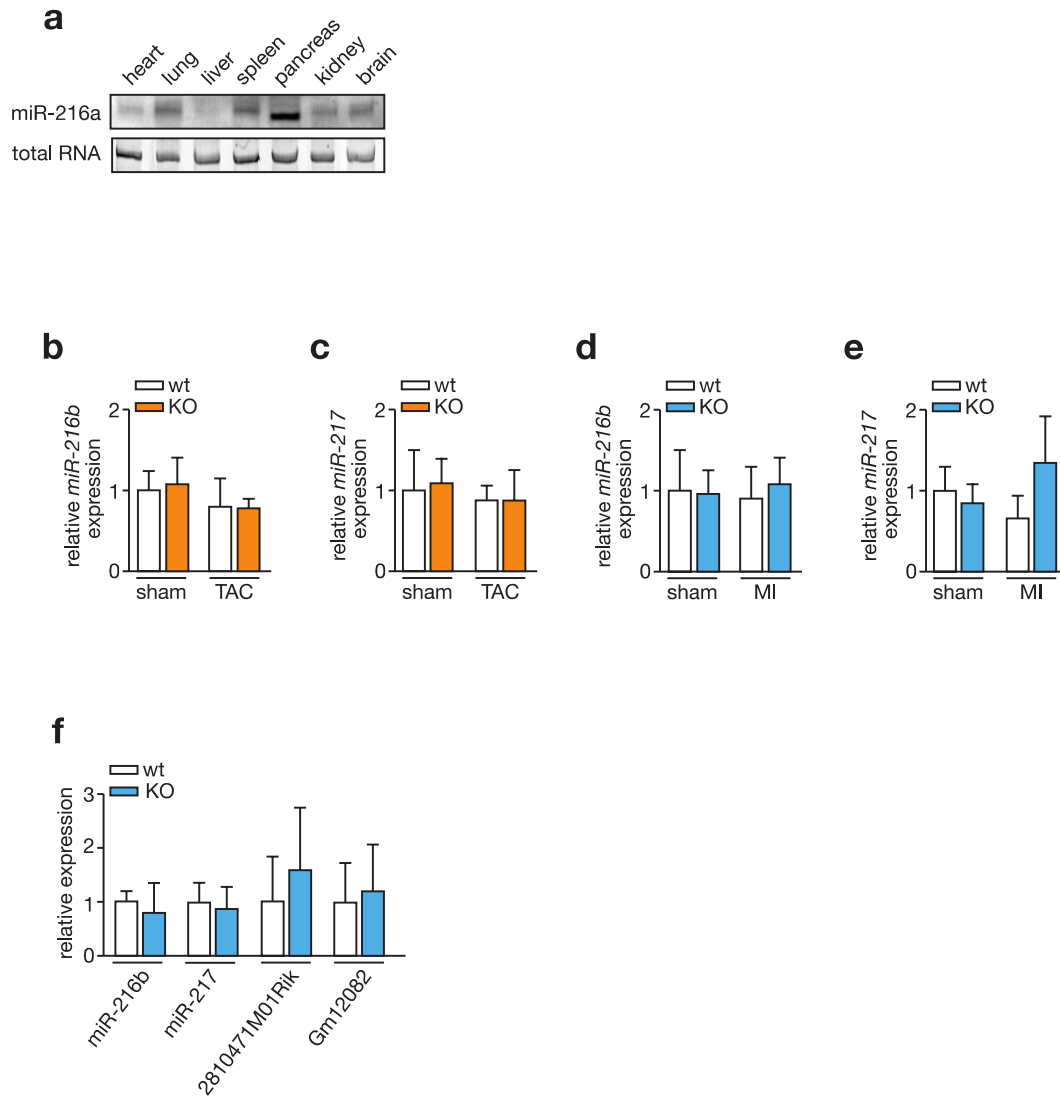 a
heart lung liver spleen pancreas kidney brain
miR-216a
total RNA
b
wt
KO
relative miR-216b
expression
2
1
0
sham TAC
c
wt
KO
relative miR-217
expression
2
1
0
sham TAC
d
wt
KO
relative miR-216b
expression
2
1
0
sham MI
e
wt
KO
relative miR-217
expression
2
1
0
sham MI
f
wt
KO
relative expression
3
2
1
0
miR-216b
miR-217
2810471M01Rik
Gm12082